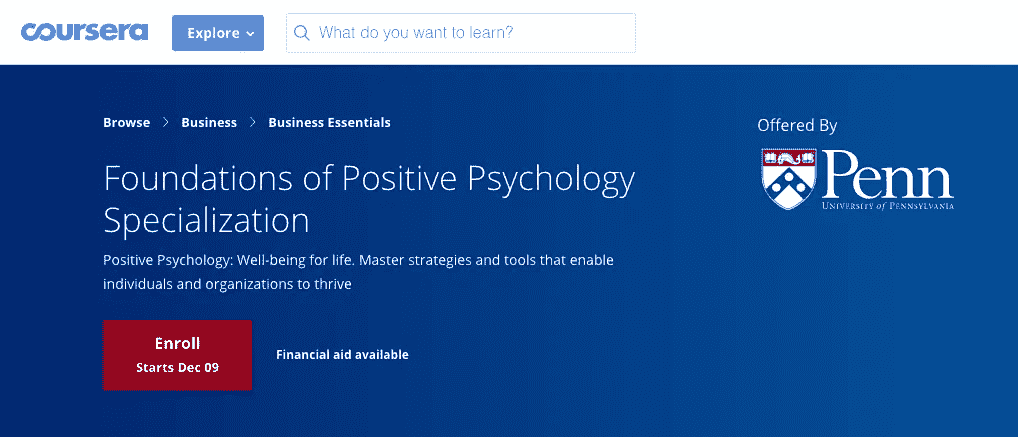 coursera
Explore
What do you want to learn?
Browse > Business > Business Essentials
Offered By
Penn
UNIVERSITY of PENNSYLVANIA
Foundations of Positive Psychology
Specialization
Positive Psychology: Well-being for life. Master strategies and tools that enable
individuals and organizations to thrive
Enroll
Starts Dec 09
Financial aid available